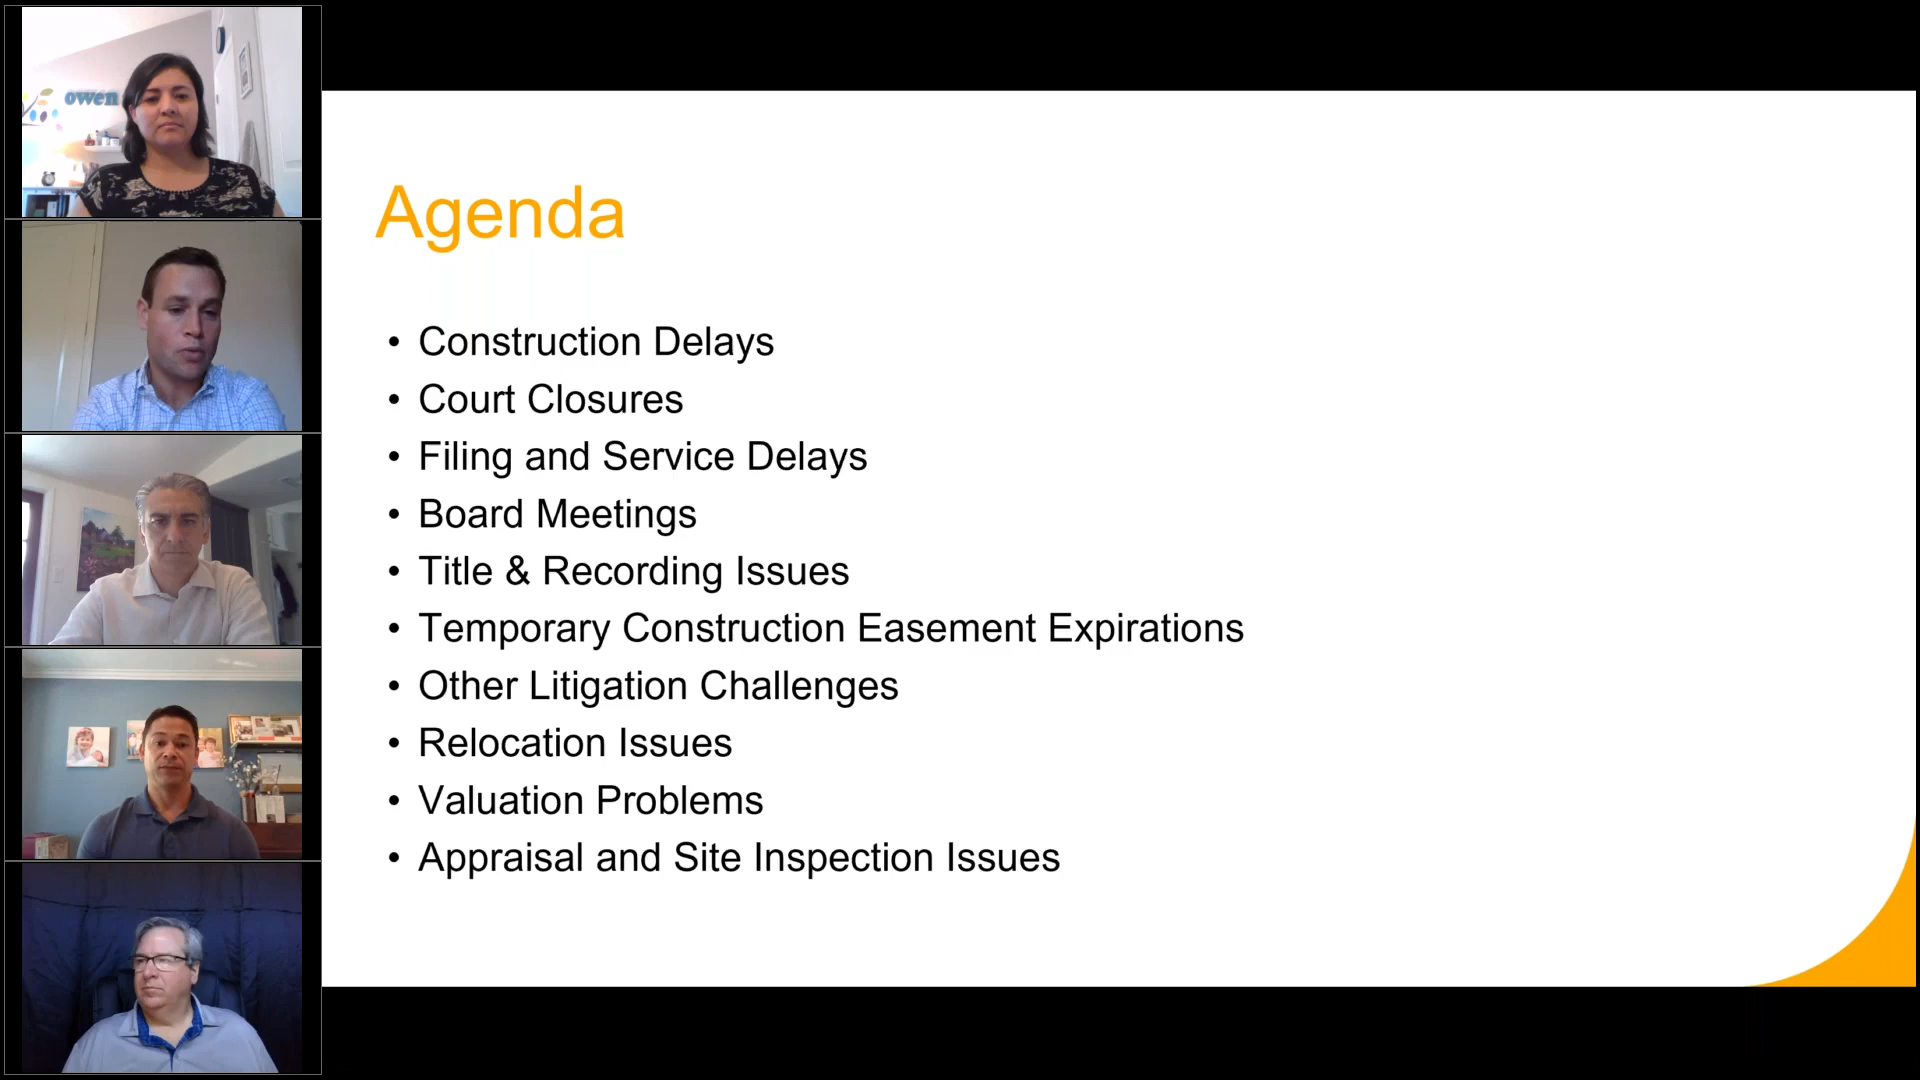 owen
Agenda
• Construction Delays
• Court Closures
• Filing and Service Delays
• Board Meetings
• Title & Recording Issues
• Temporary Construction Easement Expirations
• Other Litigation Challenges
• Relocation Issues
• Valuation Problems
• Appraisal and Site Inspection Issues